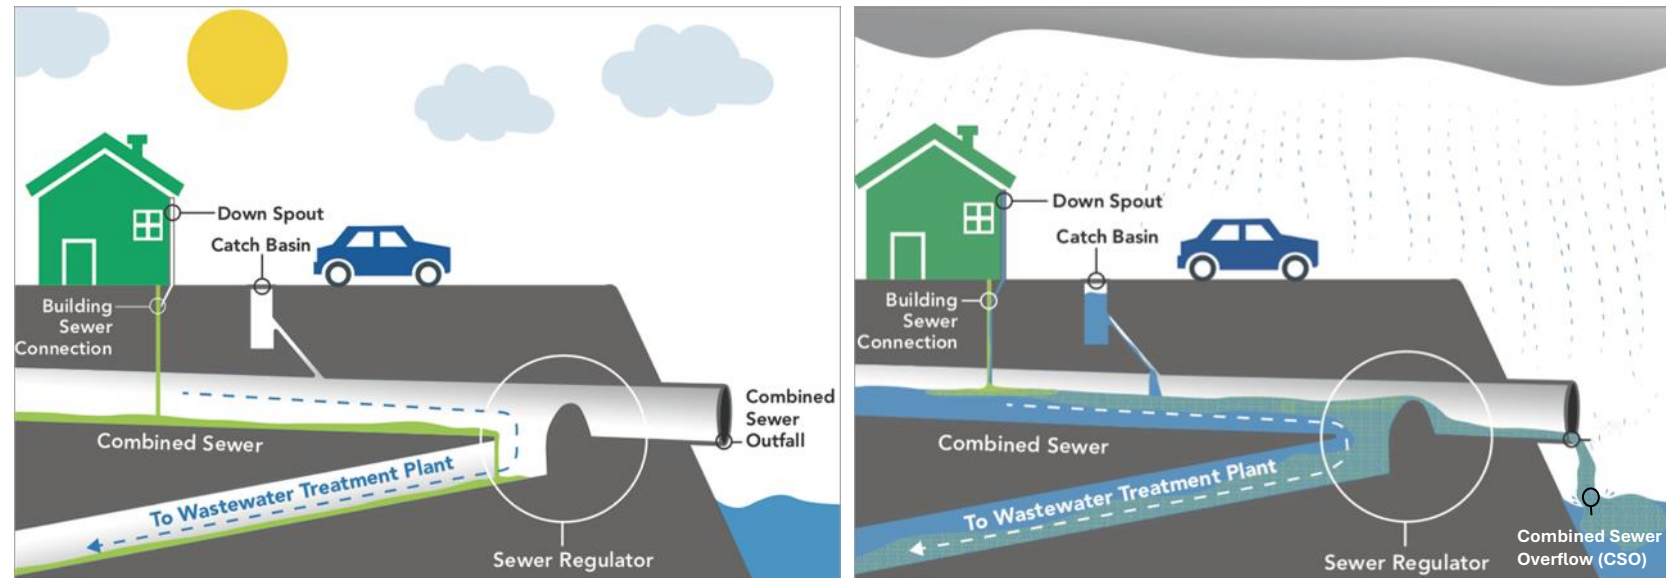 Down Spout
Catch Basin
Building
Sewer
Connection
Combined
Sewer
Outfall
Combined Sewer
To Wastewater Treatment Plant
Sewer Regulator
Down Spout
Catch Basin
Building
Sewer
Connection
Combined Sewer
To Wastewater Treatment Plant
Sewer Regulator
Combined Sewer
Overflow (CSO)